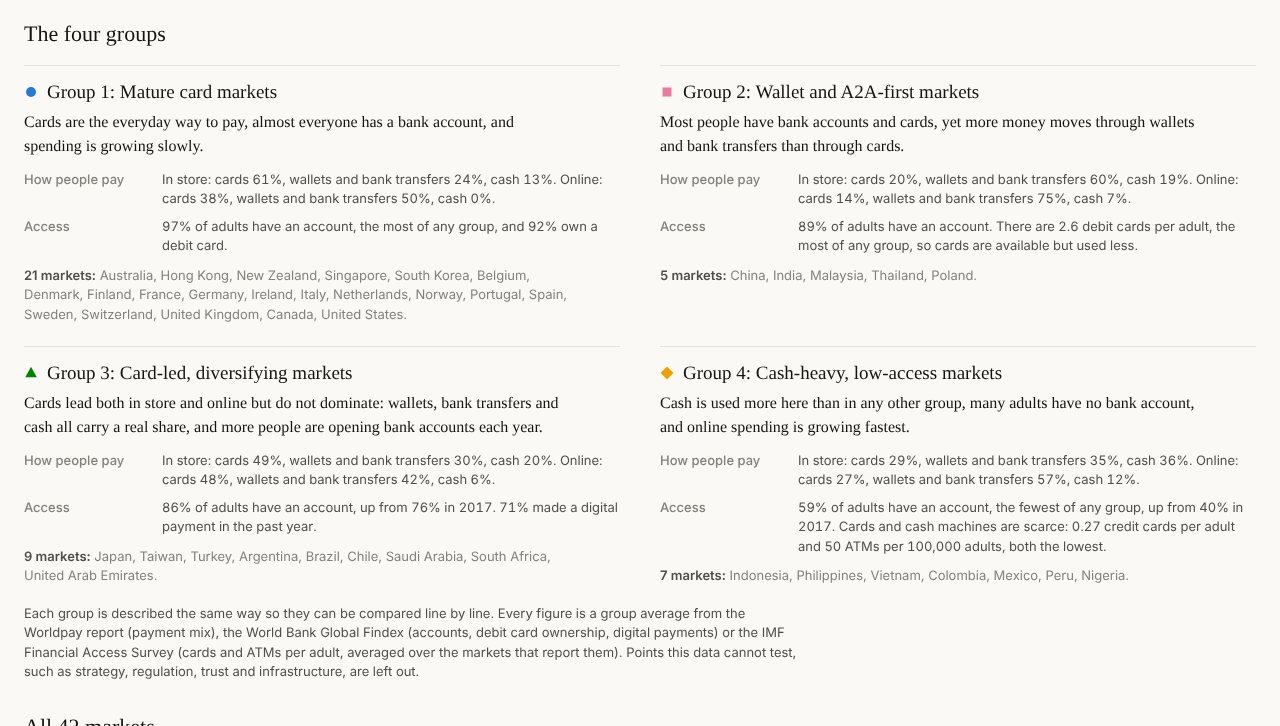 The four groups
Group 1: Mature card markets
Cards are the everyday way to pay, almost everyone has a bank account, and
spending is growing slowly.
How people pay
In store: cards 61%, wallets and bank transfers 24%, cash 13%. Online:
cards 38%, wallets and bank transfers 50%, cash 0%.
Access
97% of adults have an account, the most of any group, and 92% own a
debit card.
21 markets: Australia, Hong Kong, New Zealand, Singapore, South Korea, Belgium,
Denmark, Finland, France, Germany, Ireland, Italy, Netherlands, Norway, Portugal, Spain,
Sweden, Switzerland, United Kingdom, Canada, United States.
Group 2: Wallet and A2A-first markets
Most people have bank accounts and cards, yet more money moves through wallets
and bank transfers than through cards.
How people pay
In store: cards 20%, wallets and bank transfers 60%, cash 19%. Online:
cards 14%, wallets and bank transfers 75%, cash 7%.
Access
89% of adults have an account. There are 2.6 debit cards per adult, the
most of any group, so cards are available but used less.
5 markets: China, India, Malaysia, Thailand, Poland.
Group 3: Card-led, diversifying markets
Cards lead both in store and online but do not dominate: wallets, bank transfers and
cash all carry a real share, and more people are opening bank accounts each year.
How people pay
In store: cards 49%, wallets and bank transfers 30%, cash 20%. Online:
cards 48%, wallets and bank transfers 42%, cash 6%.
Access
86% of adults have an account, up from 76% in 2017. 71% made a digital
payment in the past year.
9 markets: Japan, Taiwan, Turkey, Argentina, Brazil, Chile, Saudi Arabia, South Africa,
United Arab Emirates.
Group 4: Cash-heavy, low-access markets
Cash is used more here than in any other group, many adults have no bank account,
and online spending is growing fastest.
How people pay
In store: cards 29%, wallets and bank transfers 35%, cash 36%. Online:
cards 27%, wallets and bank transfers 57%, cash 12%.
Access
59% of adults have an account, the fewest of any group, up from 40% in
2017. Cards and cash machines are scarce: 0.27 credit cards per adult
and 50 ATMs per 100,000 adults, both the lowest.
7 markets: Indonesia, Philippines, Vietnam, Colombia, Mexico, Peru, Nigeria.
Each group is described the same way so they can be compared line by line. Every figure is a group average from the
Worldpay report (payment mix), the World Bank Global Findex (accounts, debit card ownership, digital payments) or the IMF
Financial Access Survey (cards and ATMs per adult, averaged over the markets that report them). Points this data cannot test,
such as strategy, regulation, trust and infrastructure, are left out.
All 42 markets